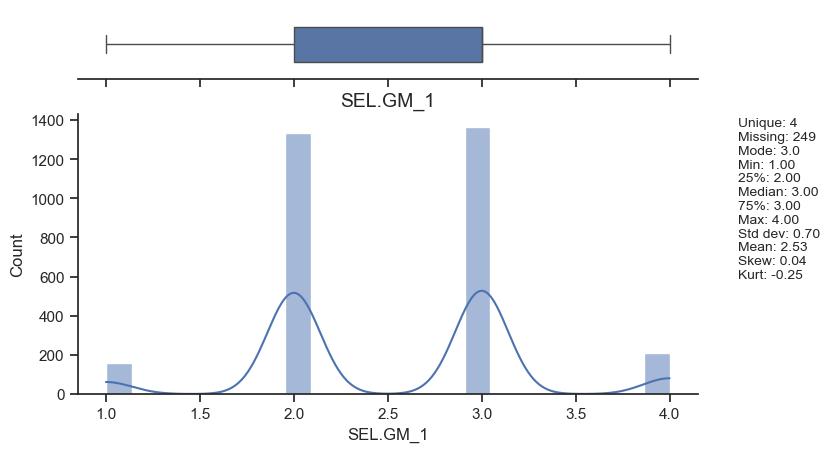 SEL.GM_1
1400
1200
1000
800
600
400
200
0
Count
1.0 1.5 2.0 2.5 3.0 3.5 4.0
SEL.GM_1
Unique: 4
Missing: 249
Mode: 3.0
Min: 1.00
25%: 2.00
Median: 3.00
75%: 3.00
Max: 4.00
Std dev: 0.70
Mean: 2.53
Skew: 0.04
Kurt: -0.25